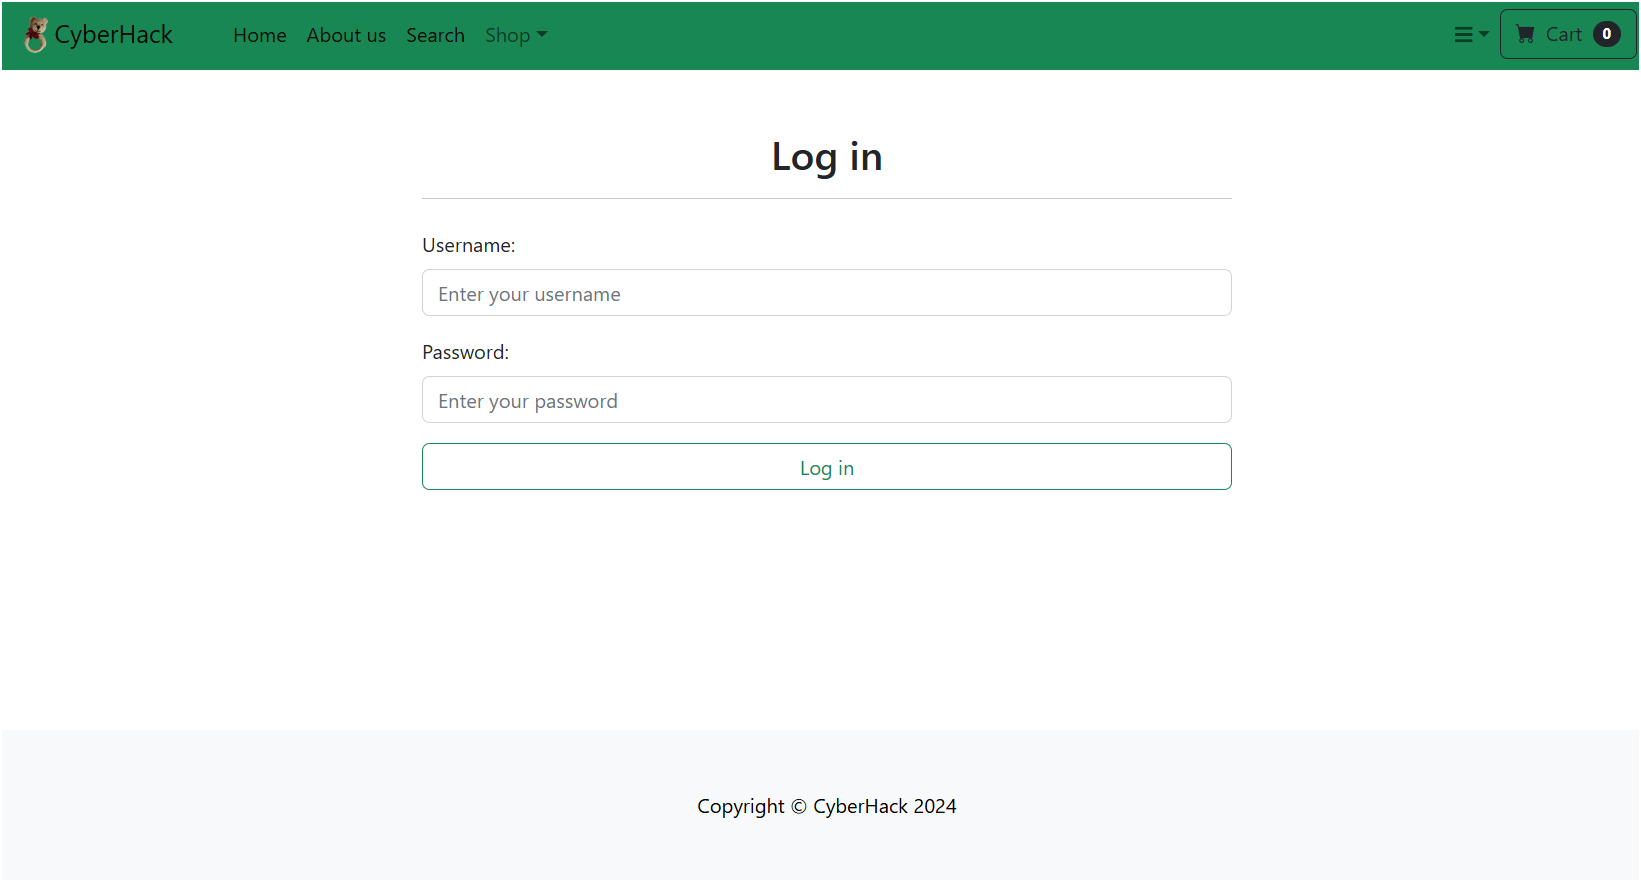 CyberHack Home About us Search Shop Cart 0
Log in
Username:
Enter your username
Password:
Enter your password
Log in
Copyright © CyberHack 2024